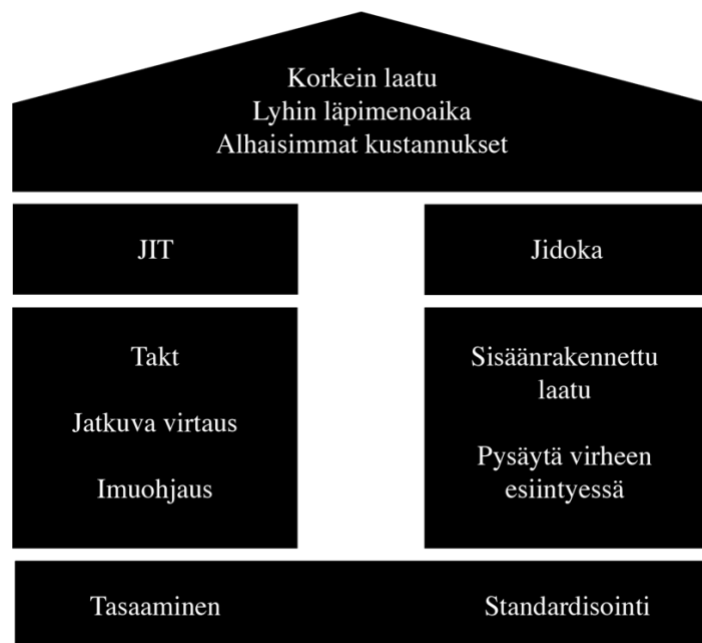 Korkein laatu
Lyhin läpimenoaika
Alhaisimmat kustannukset
JIT
Jidoka
Takt
Jatkuva virtaus
Imuohjaus
Sisäänrakennettu
laatu
Pysäytä virheen
esiintyessä
Tasaaminen
Standardisointi